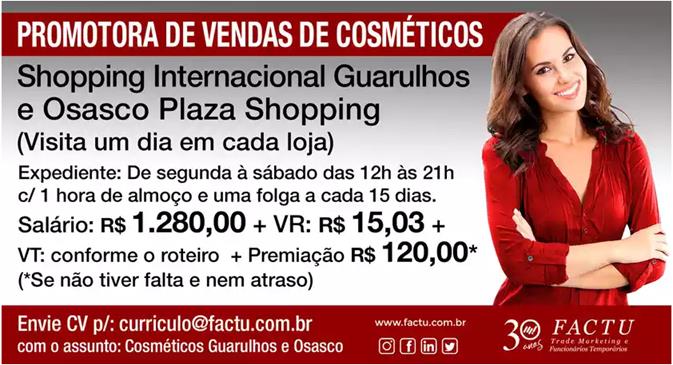 PROMOTORA DE VENDAS DE COSMÉTICOS
Shopping Internacional Guarulhos
e Osasco Plaza Shopping
(Visita um dia em cada loja)
Expediente: De segunda à sábado das 12h às 21h
c/ 1 hora de almoço e uma folga a cada 15 dias.
Salário: R$ 1.280,00 + VR: R$ 15,03 +
VT: conforme o roteiro + Premiação R$ 120,00*
(*Se não tiver falta e nem atraso)
Envie CV p/: curriculo@factu.com.br
com o assunto: Cosméticos Guarulhos e Osasco
www.factu.com.br
30 anos
FACTU
Trade Marketing e
Funcionários Temporários